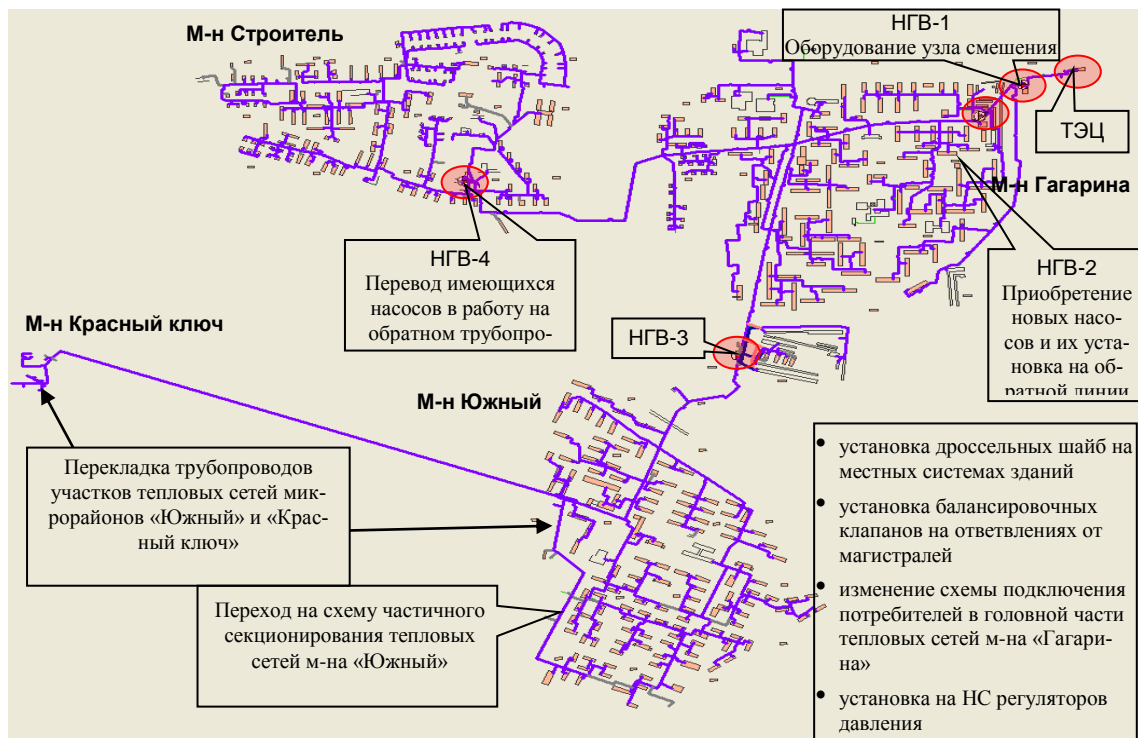 М-н Строитель
НГВ-1
Оборудование узла смешения
ТЭЦ
М-н Гагарина
НГВ-4
Перевод имеющихся
насосов в работу на
обратном трубопро-
НГВ-2
Приобретение
новых насо-
сов и их уста-
новка на об-
ратной линии
М-н Красный ключ
НГВ-3
М-н Южный
Перекладка трубопроводов
участков тепловых сетей мик-
рорайонов «Южный» и «Крас-
ный ключ»
Переход на схему частичного
секционирования тепловых
сетей м-на «Южный»
• установка дроссельных шайб на
местных системах зданий
• установка балансировочных
клапанов на ответвлениях от
магистралей
• изменение схемы подключения
потребителей в головной части
тепловых сетей м-на «Гагари-
на»
• установка на НС регуляторов
давления